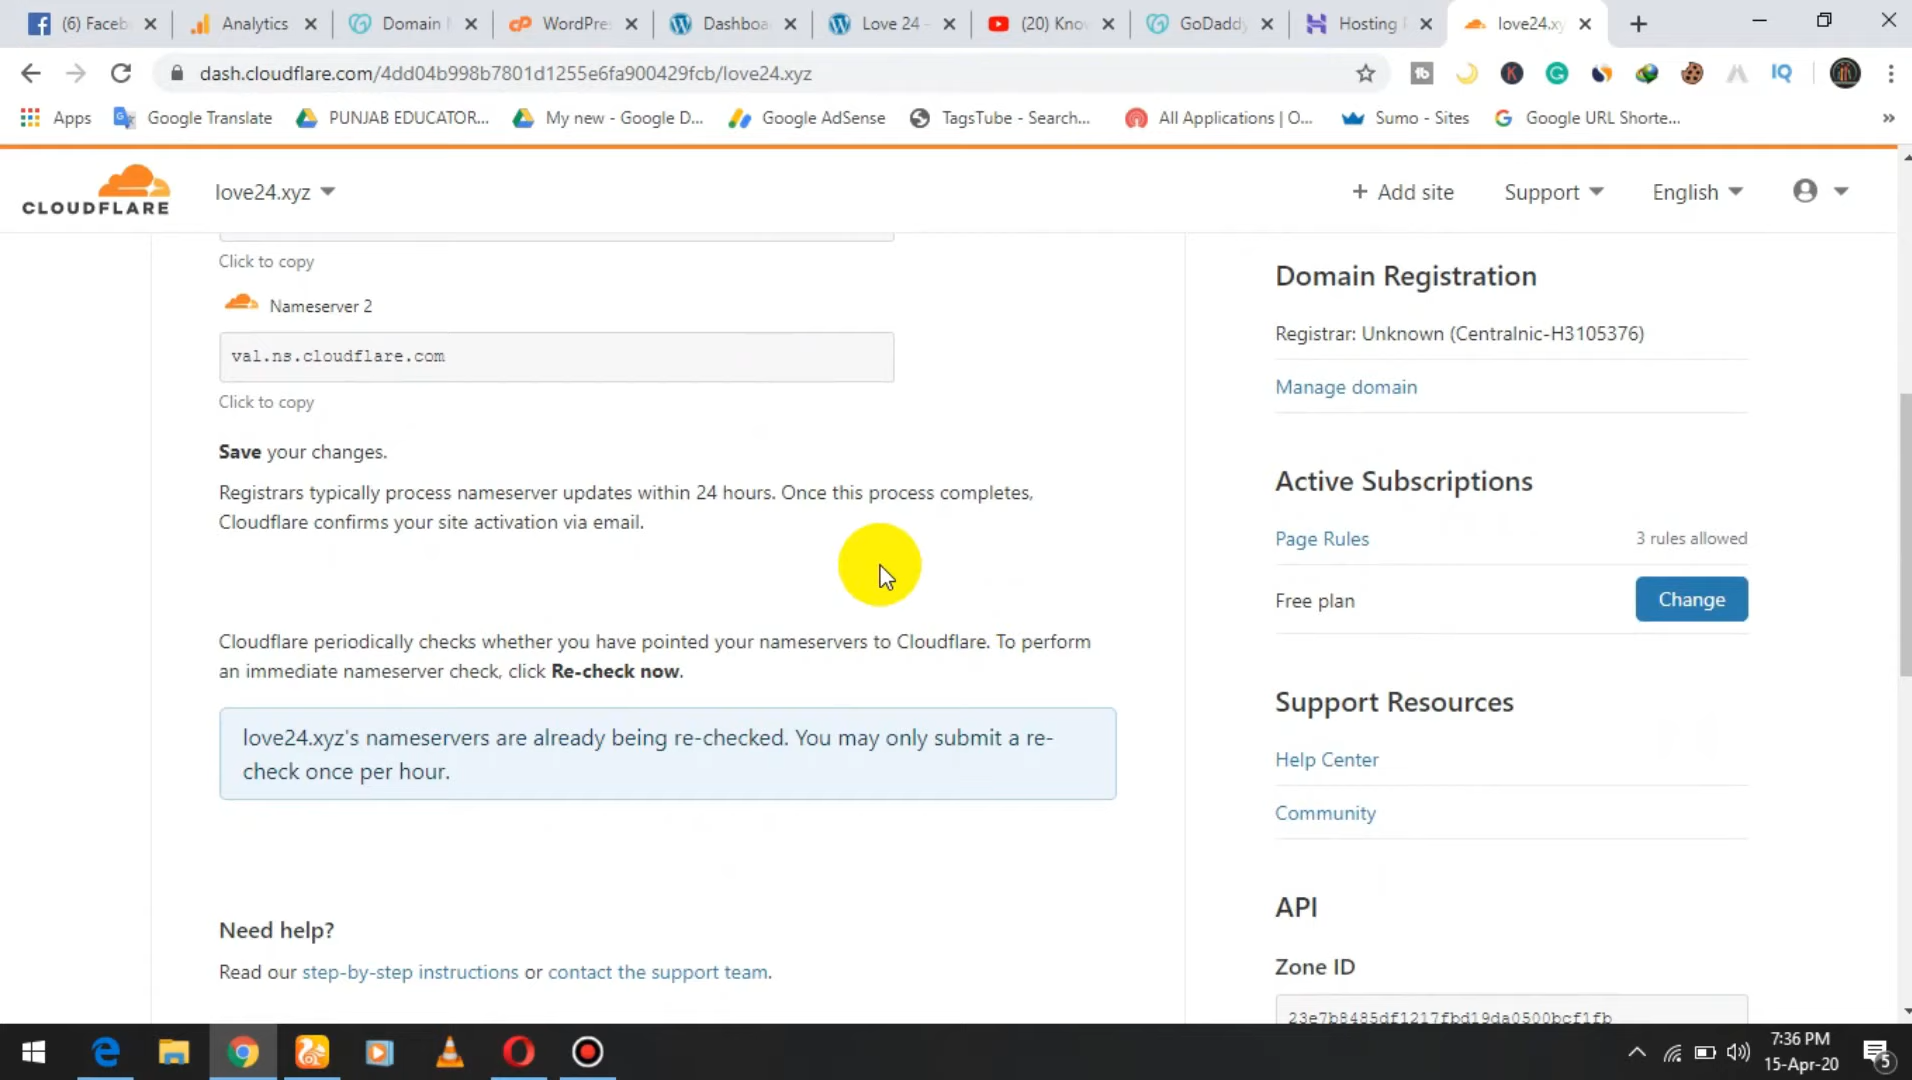 (6) Faceb
Analytics
Domain
WordPre
Dashboa
Love 24 -
(20) Kno
GoDaddy
Hosting
love24.xy
dash.cloudflare.com/4dd04b998b7801d1255e6fa900429fcb/love24.xyz
Apps
Google Translate
PUNJAB EDUCATOR...
My new - Google D...
Google AdSense
TagsTube - Search...
All Applications | O...
Sumo - Sites
Google URL Shorte...
CLOUDFLARE
love24.xyz
+ Add site
Support
English
Click to copy
Nameserver 2
val.ns.cloudflare.com
Click to copy
Save your changes.
Registrars typically process nameserver updates within 24 hours. Once this process completes,
Cloudflare confirms your site activation via email.
Cloudflare periodically checks whether you have pointed your nameservers to Cloudflare. To perform
an immediate nameserver check, click Re-check now.
love24.xyz's nameservers are already being re-checked. You may only submit a re-
check once per hour.
Need help?
Read our step-by-step instructions or contact the support team.
Domain Registration
Registrar: Unknown (Centralnic-H3105376)
Manage domain
Active Subscriptions
Page Rules
3 rules allowed
Free plan
Change
Support Resources
Help Center
Community
API
Zone ID
23e7b8485df1217fbd19da0500bcf1fb
7:36 PM
15-Apr-20
5